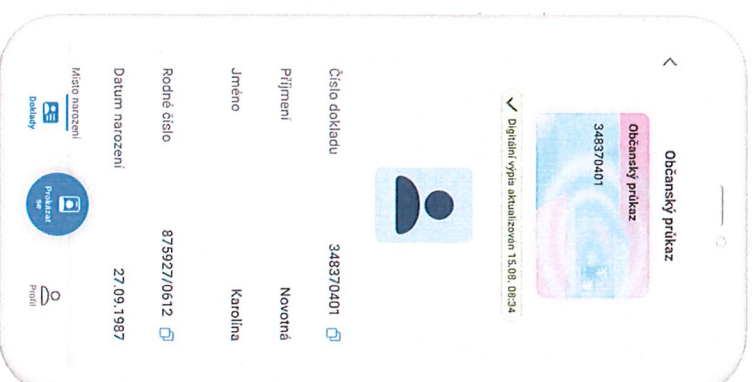 Občanský průkaz
Občanský průkaz
348370401
Digitální výpis aktualizován 15.08. 08:34
Číslo dokladu 348370401
Příjmení Novotná
Jméno Karolína
Rodné číslo 875927/0612
Datum narození 27.09.1987
Místo narození
Doklady
Prokázat
se
Profil